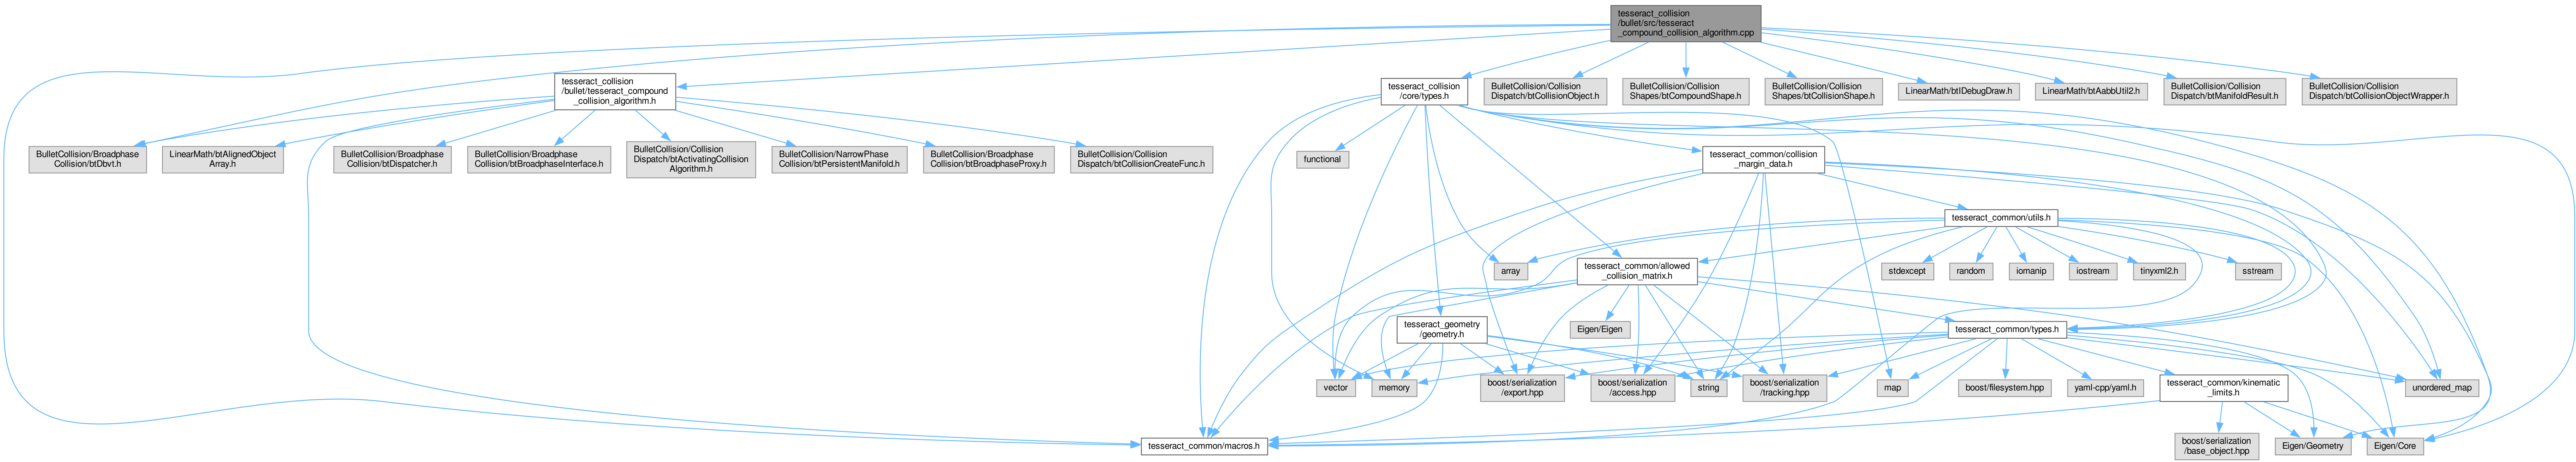 tesseract_collision
/bullet/src/tesseract
_compound_collision_algorithm.cpp
tesseract_collision
/bullet/tesseract_compound
_collision_algorithm.h
tesseract_collision
/core/types.h
BulletCollision/Collision
Dispatch/btCollisionObject.h
BulletCollision/Collision
Shapes/btCompoundShape.h
BulletCollision/Collision
Shapes/btCollisionShape.h
LinearMath/btIDebugDraw.h
LinearMath/btAabbUtil2.h
BulletCollision/Collision
Dispatch/btManifoldResult.h
BulletCollision/Collision
Dispatch/btCollisionObjectWrapper.h
BulletCollision/Broadphase
Collision/btDbvt.h
LinearMath/btAlignedObject
Array.h
BulletCollision/Broadphase
Collision/btDispatcher.h
BulletCollision/Broadphase
Collision/btBroadphaseInterface.h
BulletCollision/Collision
Dispatch/btActivatingCollision
Algorithm.h
BulletCollision/NarrowPhase
Collision/btPersistentManifold.h
BulletCollision/Broadphase
Collision/btBroadphaseProxy.h
BulletCollision/Collision
Dispatch/btCollisionCreateFunc.h
functional
tesseract_common/collision
_margin_data.h
tesseract_common/utils.h
array
tesseract_common/allowed
_collision_matrix.h
stdexcept
random
iomanip
iostream
tinyxml2.h
sstream
tesseract_geometry
/geometry.h
Eigen/Eigen
tesseract_common/types.h
vector
memory
boost/serialization
/export.hpp
boost/serialization
/access.hpp
string
boost/serialization
/tracking.hpp
map
boost/filesystem.hpp
yaml-cpp/yaml.h
tesseract_common/kinematic
_limits.h
unordered_map
tesseract_common/macros.h
boost/serialization
/base_object.hpp
Eigen/Geometry
Eigen/Core